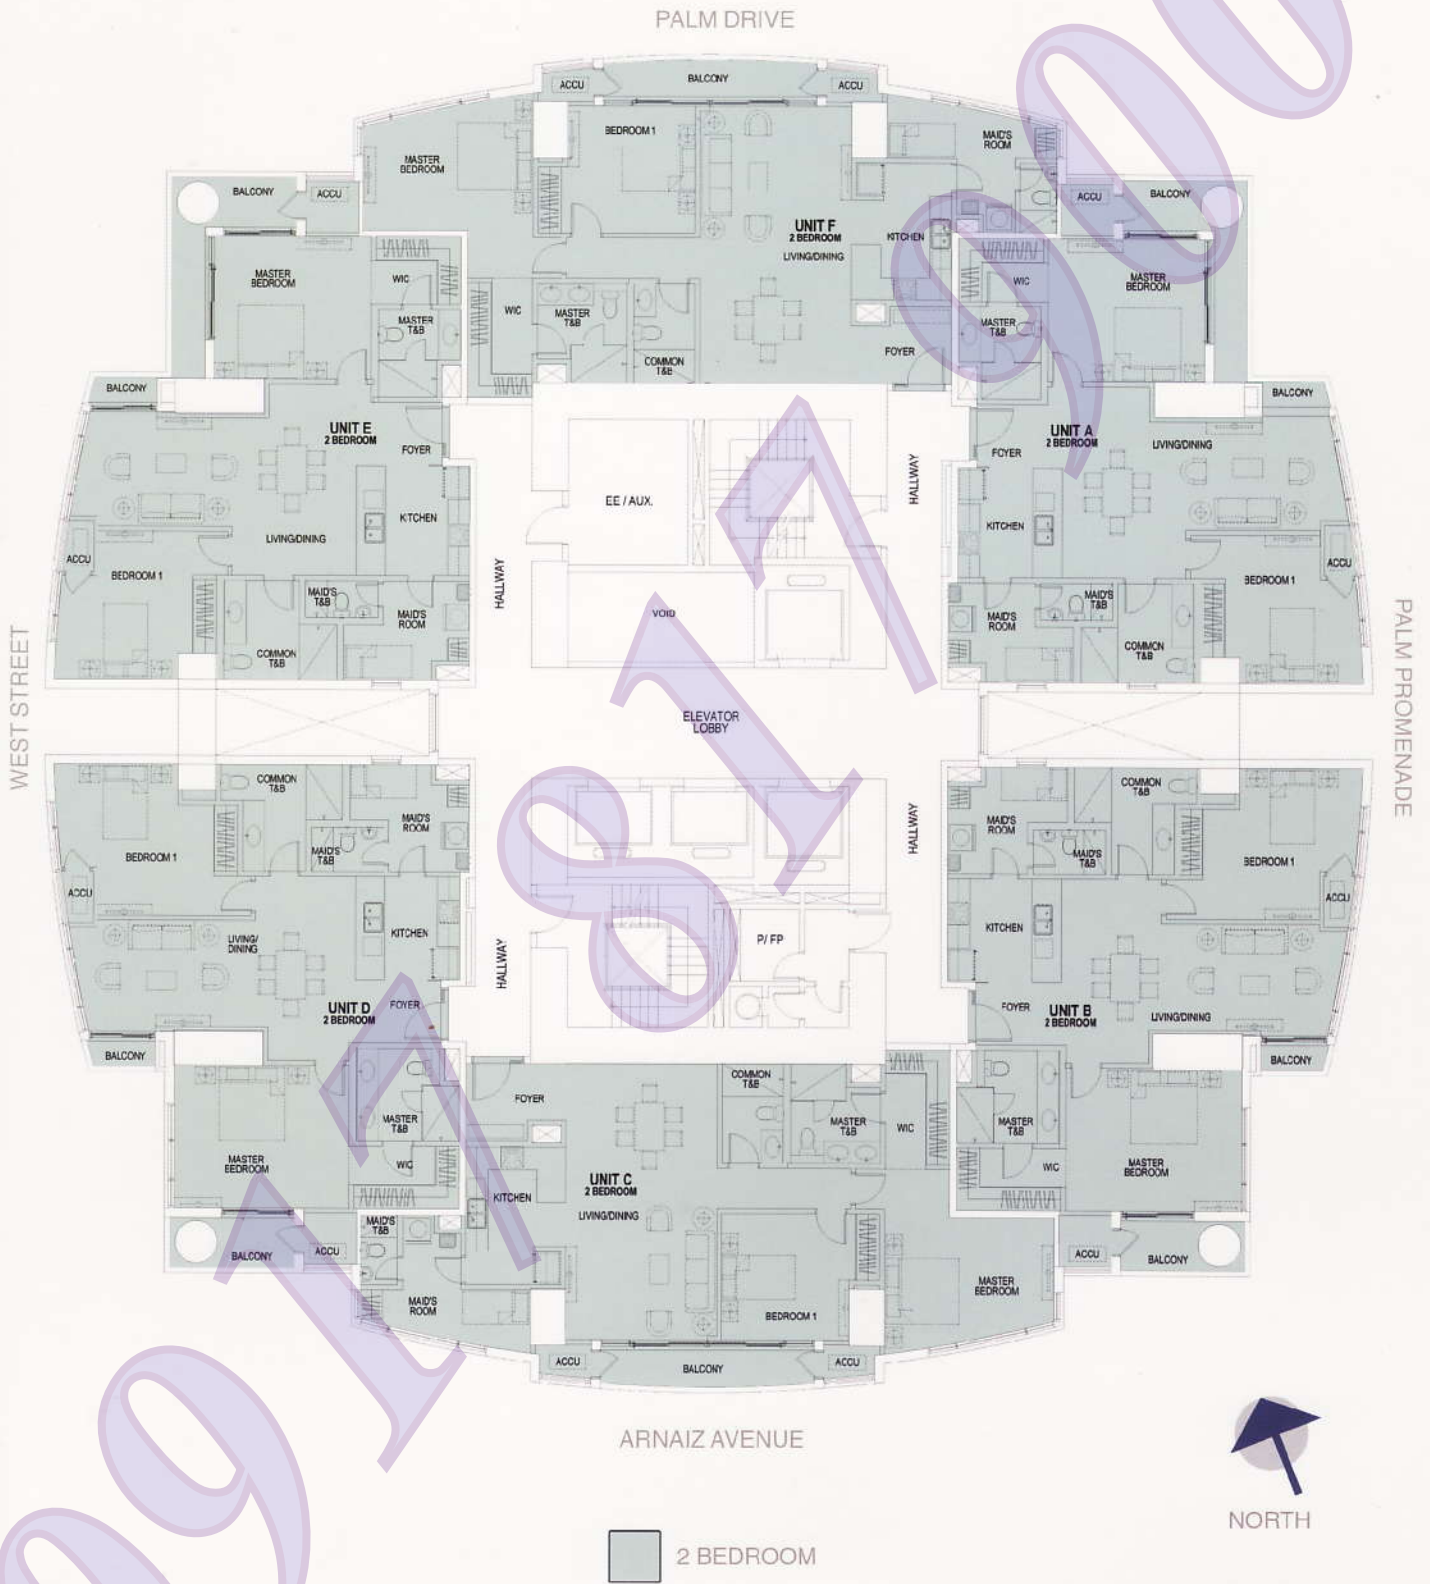 PALM DRIVE
ACCU
BALCONY
ACCU
BEDROOM 1
MASTER
BEDROOM
MAID'S
ROOM
BALCONY
ACCU
ACCU
BALCONY
UNIT F
2 BEDROOM
LIVING/DINING
KITCHEN
MASTER
BEDROOM
WIC
WIC
MASTER
BEDROOM
MASTER
T&B
WIC
MASTER
T&B
COMMON
T&B
FOYER
MASTER
T&B
BALCONY
BALCONY
UNIT E
2 BEDROOM
FOYER
UNIT A
2 BEDROOM
LIVING/DINING
FOYER
EE / AUX.
HALLWAY
KITCHEN
LIVING/DINING
KITCHEN
ACCU
BEDROOM 1
HALLWAY
ACCU
BEDROOM 1
MAID'S
T&B
MAID'S
ROOM
VOID
MAID'S
T&B
MAID'S
ROOM
COMMON
T&B
COMMON
T&B
WEST STREET
PALM PROMENADE
ELEVATOR
LOBBY
COMMON
T&B
COMMON
T&B
MAID'S
ROOM
MAID'S
ROOM
MAID'S
T&B
MAID'S
T&B
BEDROOM 1
HALLWAY
BEDROOM 1
ACCU
ACCU
LIVING/
DINING
KITCHEN
HALLWAY
P/ FP
KITCHEN
UNIT D
2 BEDROOM
FOYER
FOYER
UNIT B
2 BEDROOM
LIVING/DINING
BALCONY
BALCONY
FOYER
COMMON
T&B
MASTER
T&B
MASTER
T&B
WIC
MASTER
T&B
MASTER
BEDROOM
WIC
UNIT C
2 BEDROOM
LIVING/DINING
KITCHEN
WIC
MASTER
BEDROOM
MAID'S
T&B
BALCONY
ACCU
MAID'S
ROOM
BEDROOM 1
MASTER
BEDROOM
ACCU
BALCONY
ACCU
BALCONY
ACCU
ARNAIZ AVENUE
NORTH
2 BEDROOM